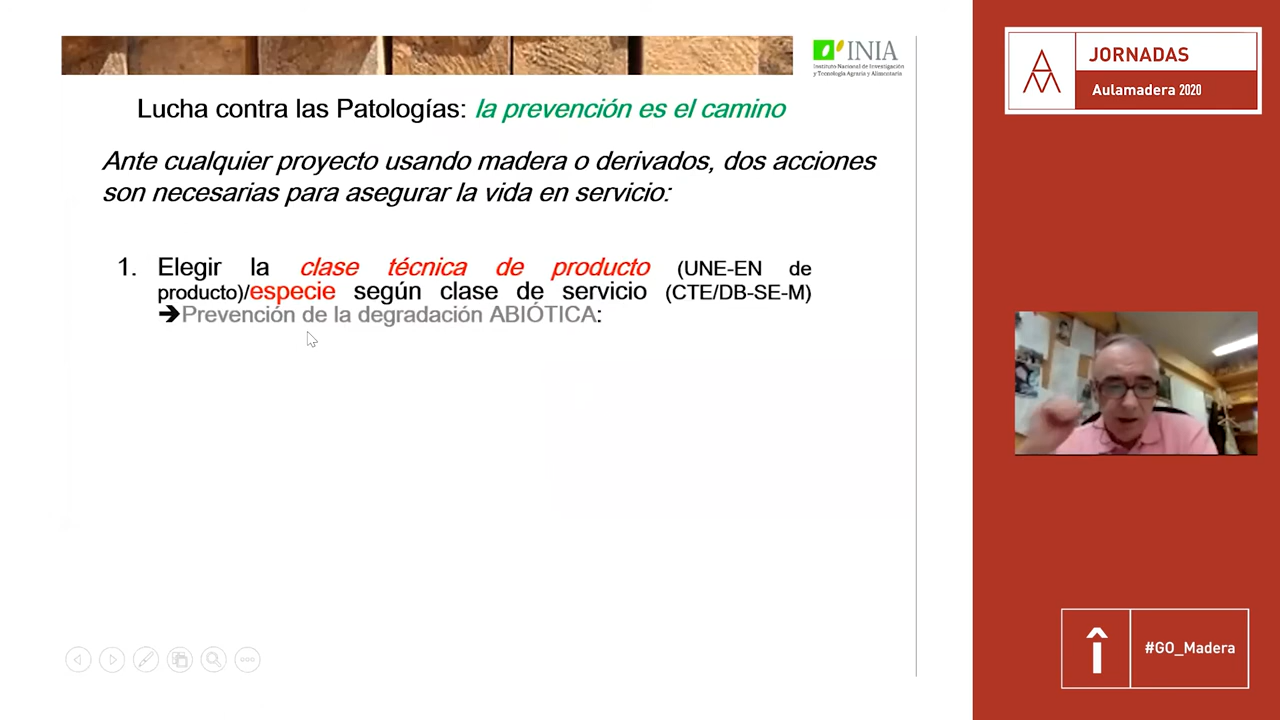 INIA
Instituto Nacional de Investigación
y Tecnología Agraria y Alimentaria
JORNADAS
Aulamadera 2020
Lucha contra las Patologías: la prevención es el camino
Ante cualquier proyecto usando madera o derivados, dos acciones
son necesarias para asegurar la vida en servicio:
1. Elegir la clase técnica de producto (UNE-EN de
producto)/especie según clase de servicio (CTE/DB-SE-M)
➔Prevención de la degradación ABIÓTICA:
#GO_Madera